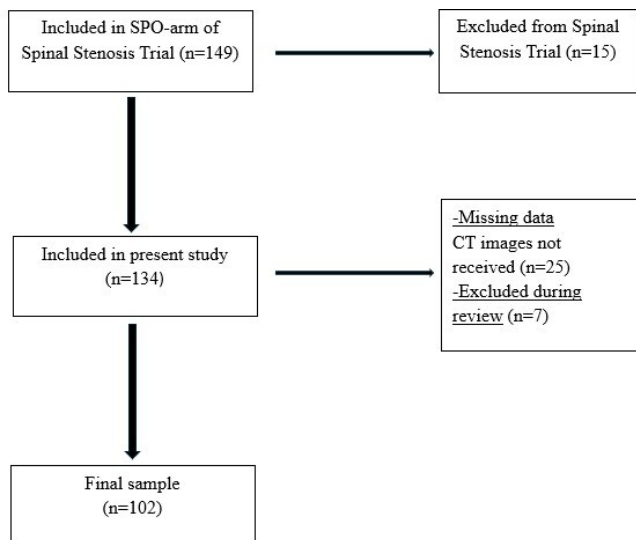 Included in SPO-arm of
Spinal Stenosis Trial (n=149)
Excluded from Spinal
Stenosis Trial (n=15)
Included in present study
(n=134)
-Missing data
CT images not
received (n=25)
-Excluded during
review (n=7)
Final sample
(n=102)